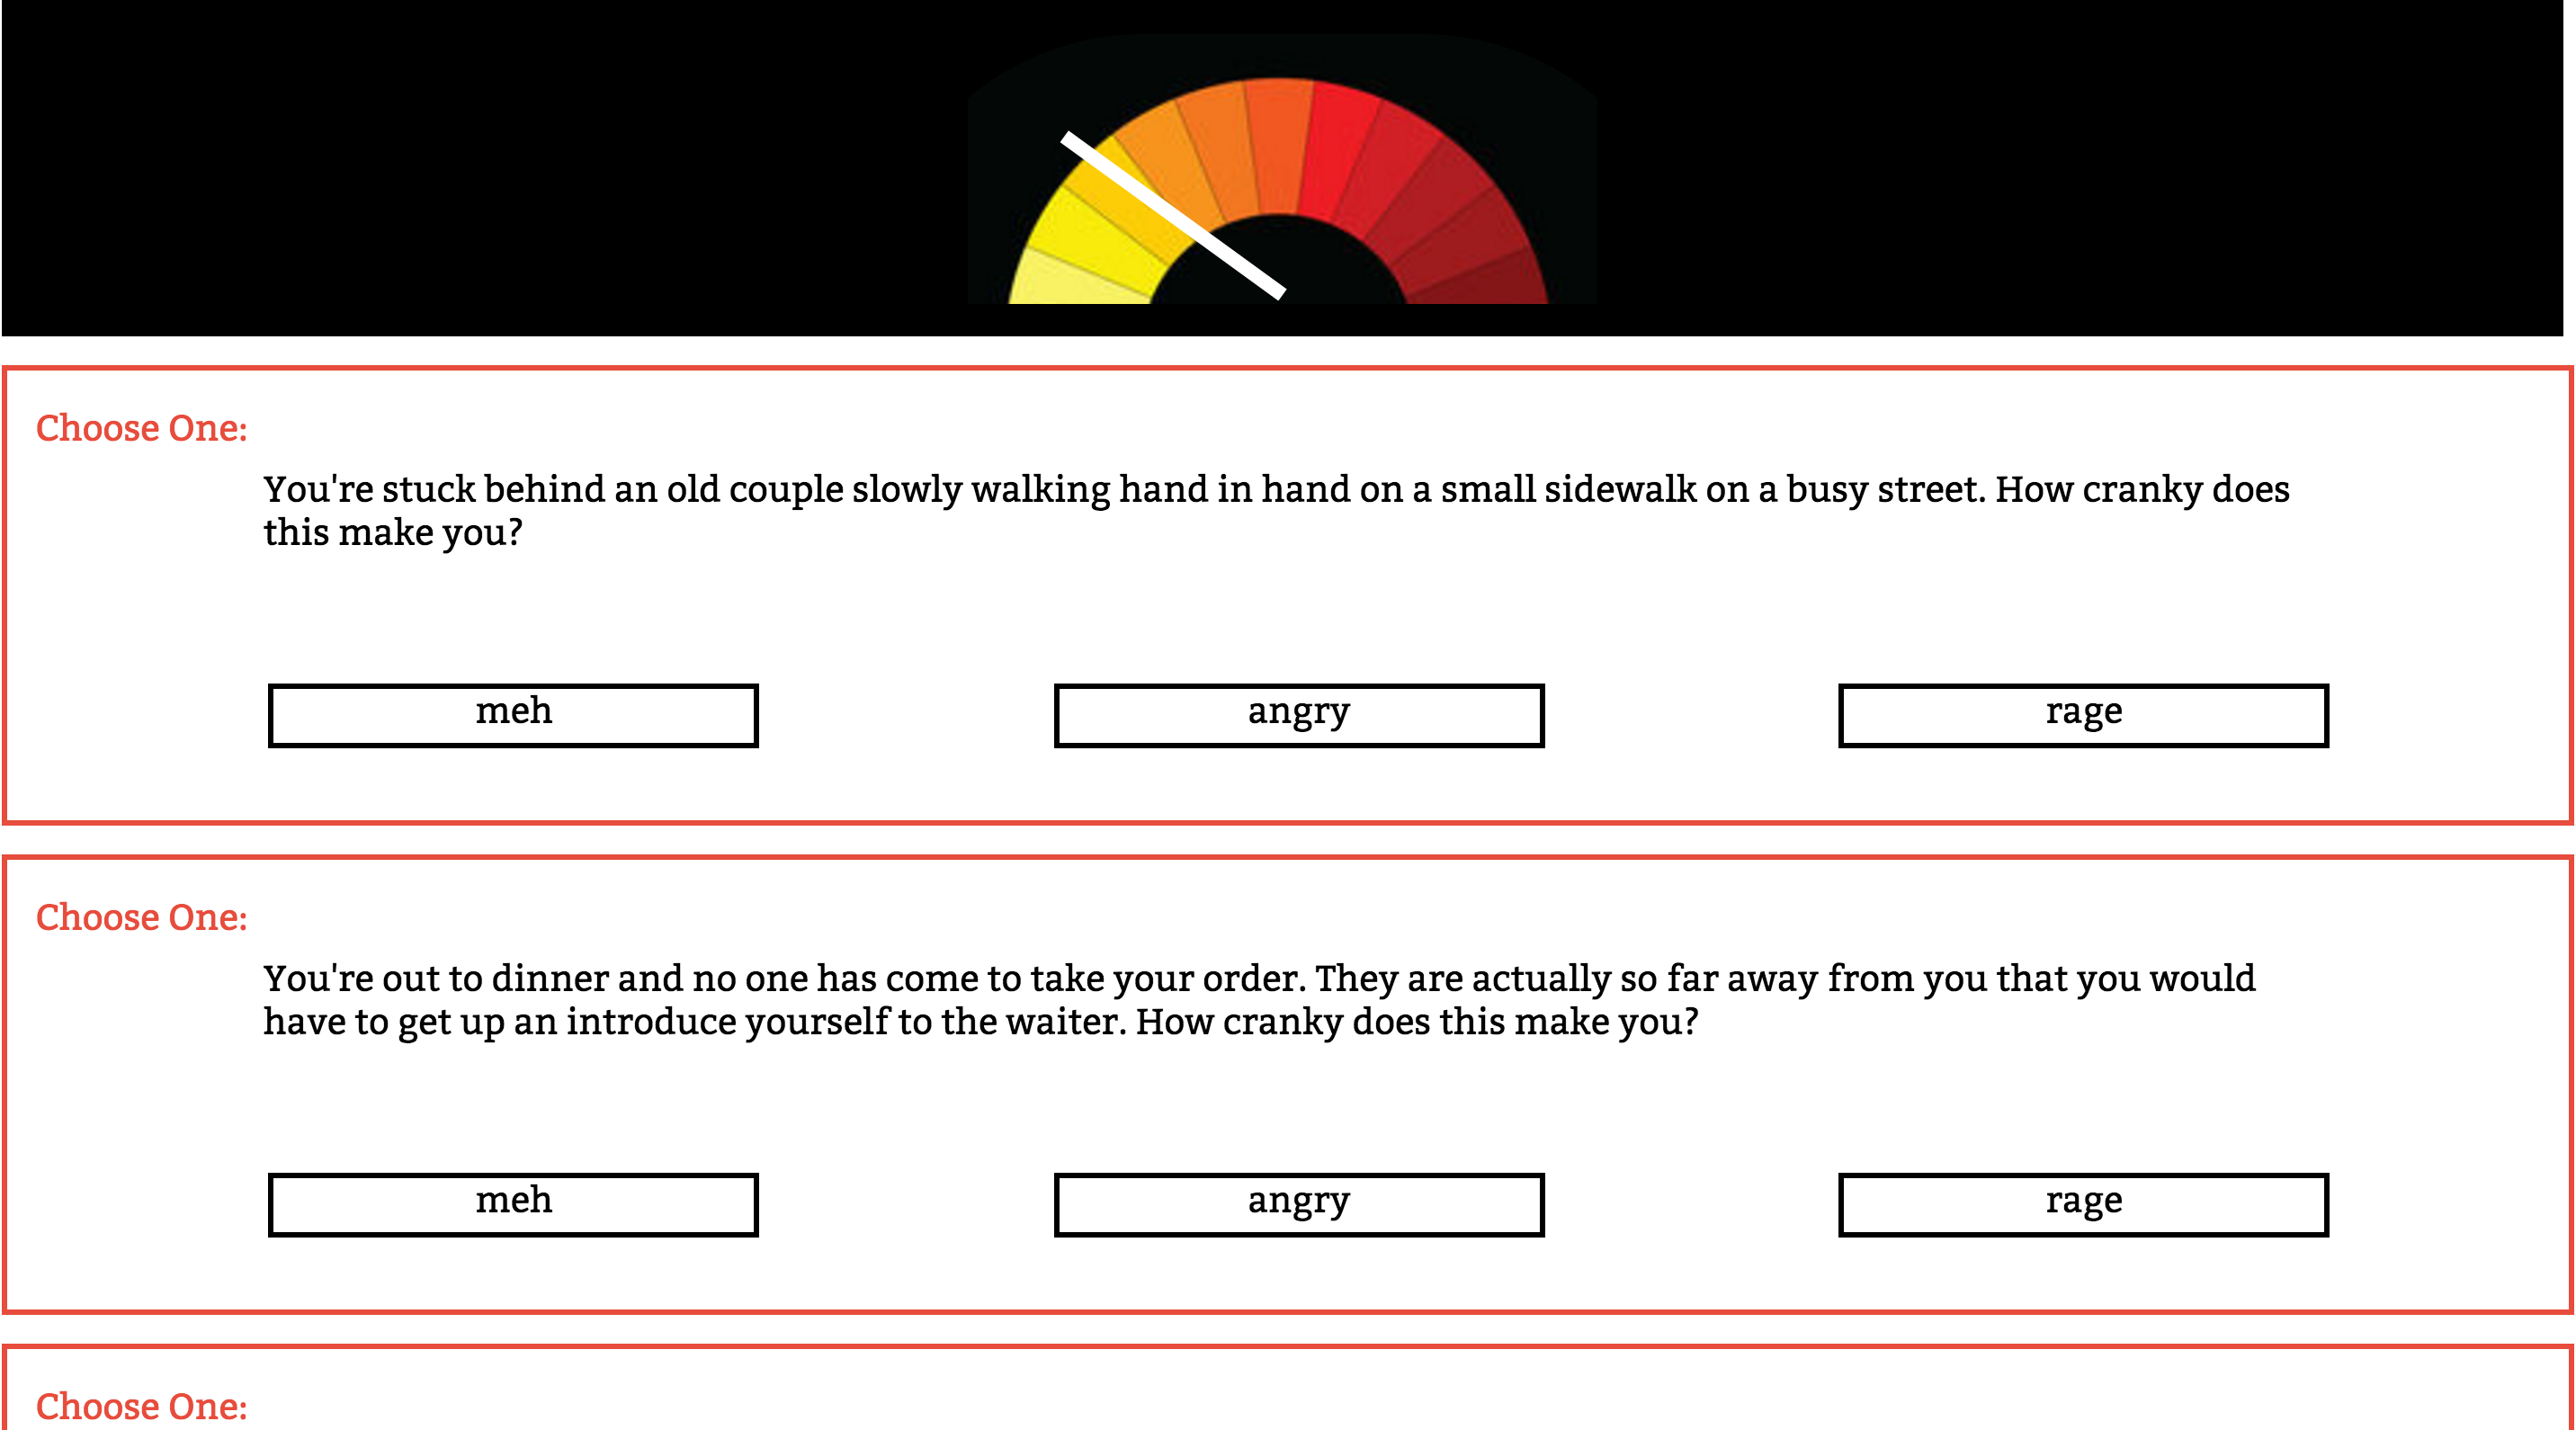 Choose One:
You're stuck behind an old couple slowly walking hand in hand on a small sidewalk on a busy street. How cranky does
this make you?
meh
angry
rage
Choose One:
You're out to dinner and no one has come to take your order. They are actually so far away from you that you would
have to get up an introduce yourself to the waiter. How cranky does this make you?
meh
angry
rage
Choose One: